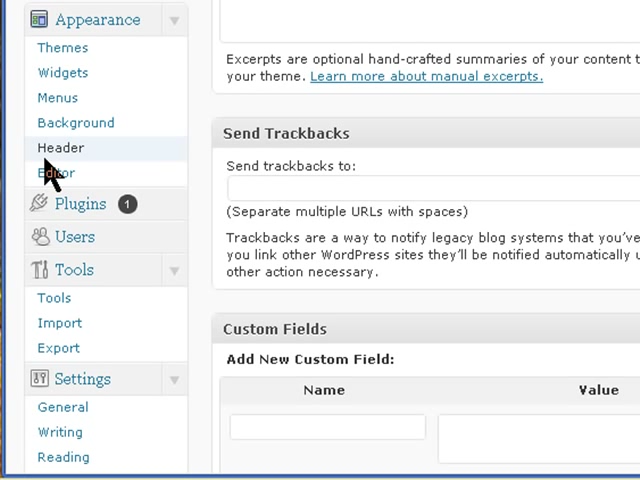 Appearance
Themes
Widgets
Menus
Background
Header
Editor
Plugins 1
Users
Tools
Tools
Import
Export
Settings
General
Writing
Reading
Excerpts are optional hand-crafted summaries of your content
your theme. Learn more about manual excerpts.
Send Trackbacks
Send trackbacks to:
(Separate multiple URLs with spaces)
Trackbacks are a way to notify legacy blog systems that you've
you link other WordPress sites they'll be notified automatically
other action necessary.
Custom Fields
Add New Custom Field:
Name Value